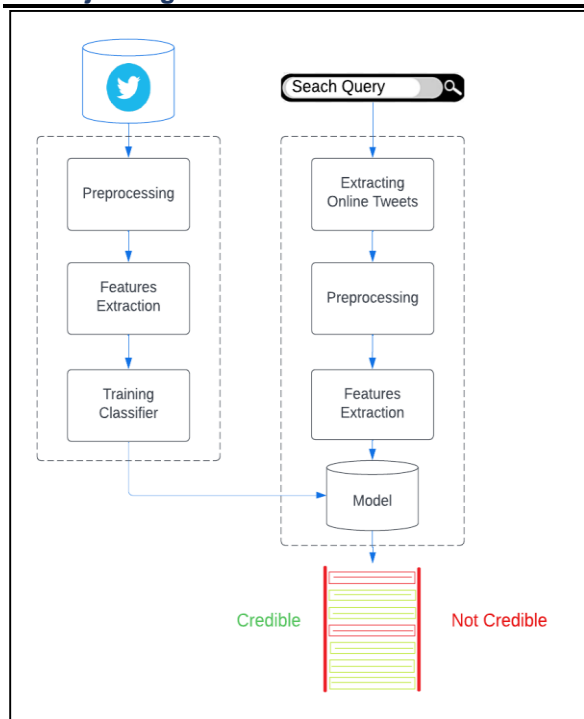 Seach Query
Preprocessing
Features
Extraction
Training
Classifier
Extracting
Online Tweets
Preprocessing
Features
Extraction
Model
Credible
Not Credible